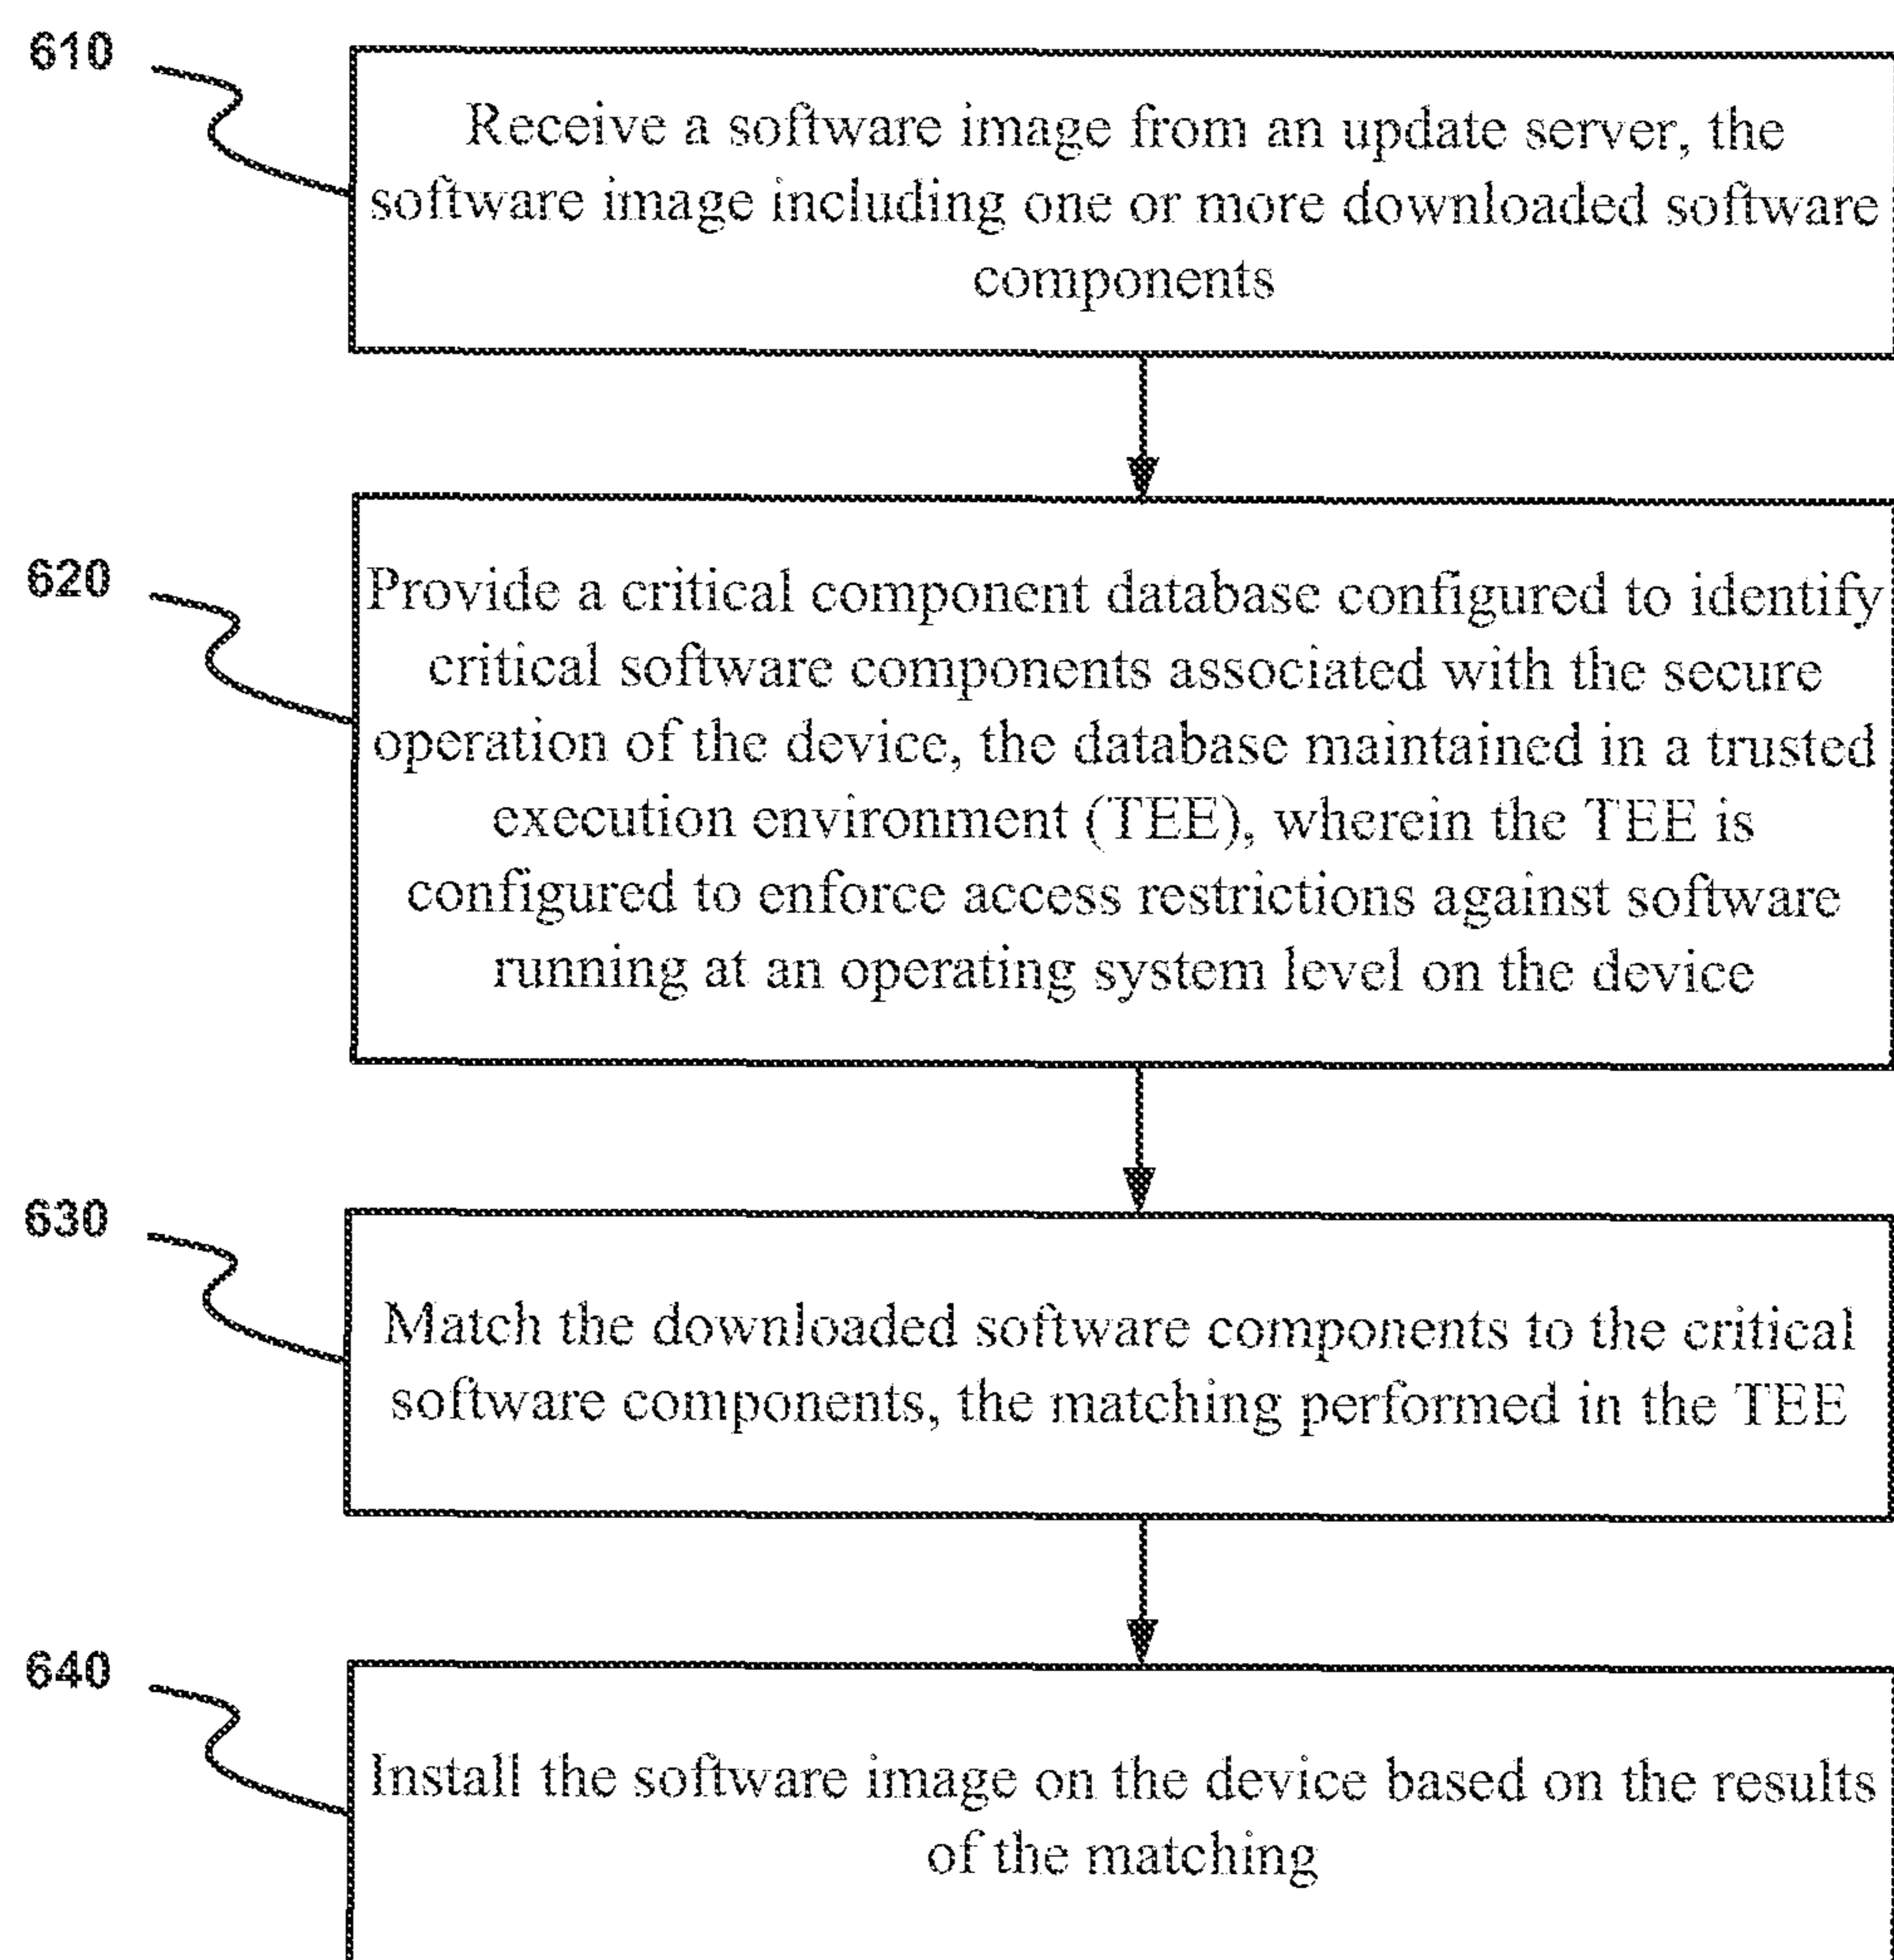 610
Receive a software image from an update server, the
software image including one or more downloaded software
components
620
Provide a critical component database configured to identify
critical software components associated with the secure
operation of the device, the database maintained in a trusted
execution environment (TEE), wherein the TEE is
configured to enforce access restrictions against software
running at an operating system level on the device
630
Match the downloaded software components to the critical
software components, the matching performed in the TEE
640
Install the software image on the device based on the results
of the matching